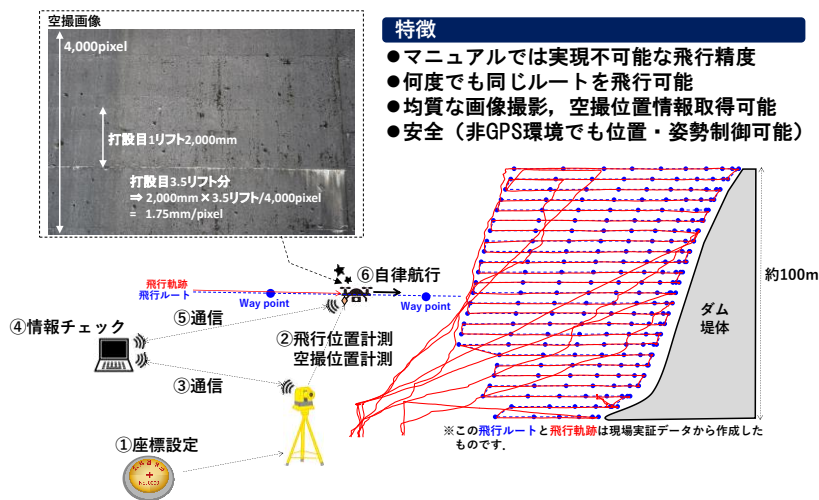 空撮画像
4,000pixel
打設目1リフト2,000mm
打設目3.5リフト分
⇒ 2,000mm×3.5リフト/4,000pixel
= 1.75mm/pixel
特徴
●マニュアルでは実現不可能な飛行精度
●何度でも同じルートを飛行可能
●均質な画像撮影，空撮位置情報取得可能
●安全（非GPS環境でも位置・姿勢制御可能）
⑥自律航行
飛行軌跡
飛行ルート
Way point
Way point
④情報チェック
⑤通信
②飛行位置計測
空撮位置計測
③通信
①座標設定
約100m
ダム
堤体
※この飛行ルートと飛行軌跡は現場実証データから作成した
ものです．